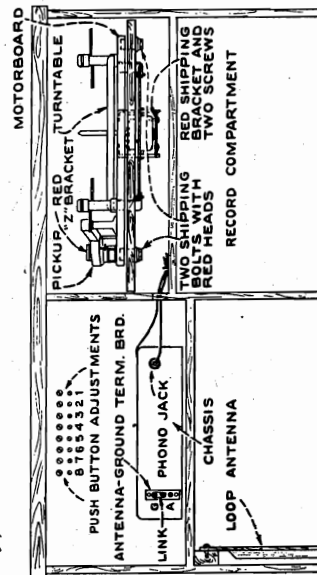 MOTORBOARD
PICKUP
RED
"Z" BRACKET
TURNTABLE
TWO SHIPPING
BOLTS WITH
RED HEADS
RED SHIPPING
BRACKET AND
TWO SCREWS
RECORD COMPARTMENT
8 7 6 5 4 3 2 1
PUSH BUTTON ADJUSTMENTS
ANTENNA-GROUND TERM. BRD.
G
A
LINK
PHONO JACK
CHASSIS
LOOP ANTENNA